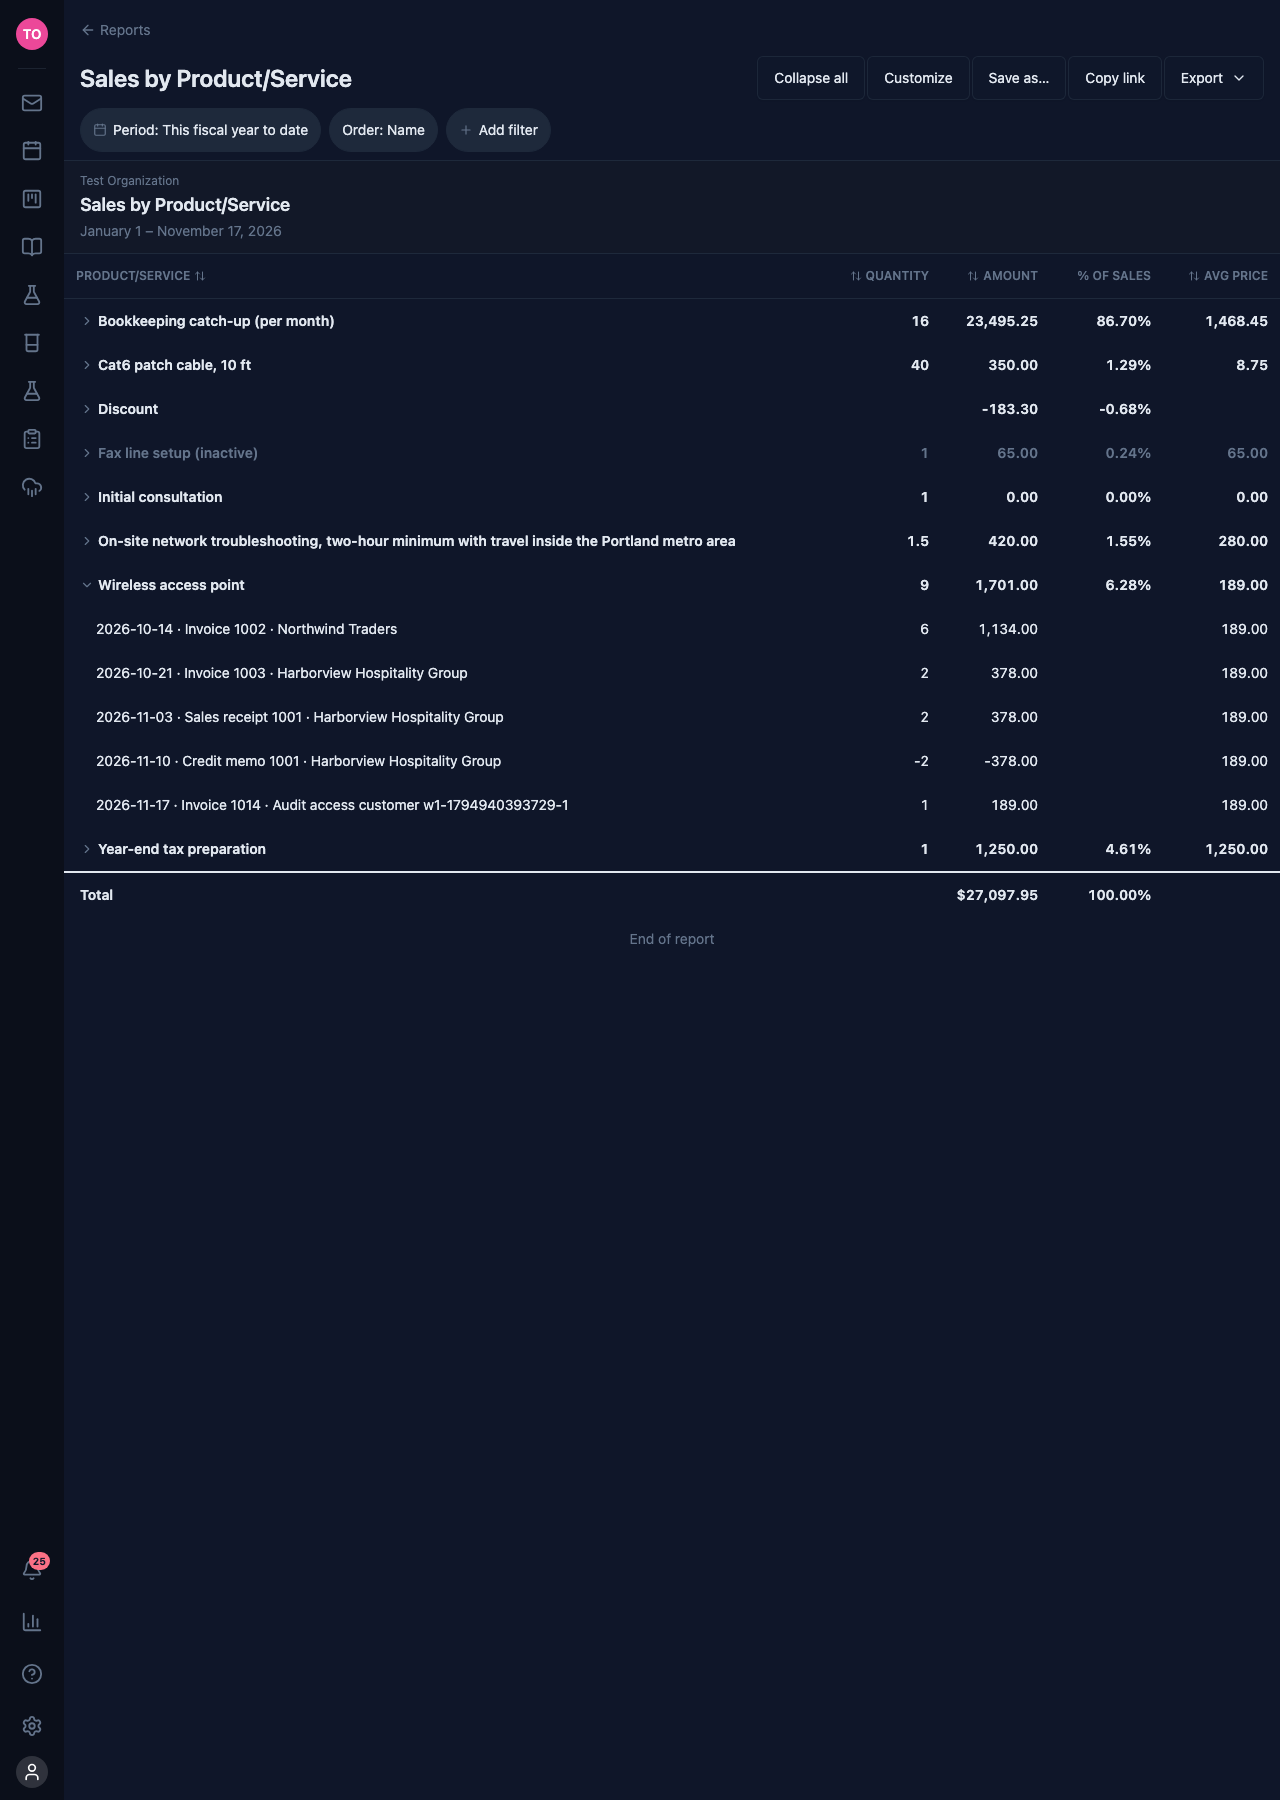 TO
← Reports
Sales by Product/Service
Collapse all
Customize
Save as...
Copy link
Export
Period: This fiscal year to date
Order: Name
+ Add filter
Test Organization
Sales by Product/Service
January 1 – November 17, 2026
PRODUCT/SERVICE ↑↓ ↑↓ QUANTITY ↑↓ AMOUNT % OF SALES ↑↓ AVG PRICE
Bookkeeping catch-up (per month) 16 23,495.25 86.70% 1,468.45
Cat6 patch cable, 10 ft 40 350.00 1.29% 8.75
Discount -183.30 -0.68%
Fax line setup (inactive) 1 65.00 0.24% 65.00
Initial consultation 1 0.00 0.00% 0.00
On-site network troubleshooting, two-hour minimum with travel inside the Portland metro area 1.5 420.00 1.55% 280.00
Wireless access point 9 1,701.00 6.28% 189.00
2026-10-14 · Invoice 1002 · Northwind Traders 6 1,134.00 189.00
2026-10-21 · Invoice 1003 · Harborview Hospitality Group 2 378.00 189.00
2026-11-03 · Sales receipt 1001 · Harborview Hospitality Group 2 378.00 189.00
2026-11-10 · Credit memo 1001 · Harborview Hospitality Group -2 -378.00 189.00
2026-11-17 · Invoice 1014 · Audit access customer w1-1794940393729-1 1 189.00 189.00
Year-end tax preparation 1 1,250.00 4.61% 1,250.00
Total $27,097.95 100.00%
End of report
25